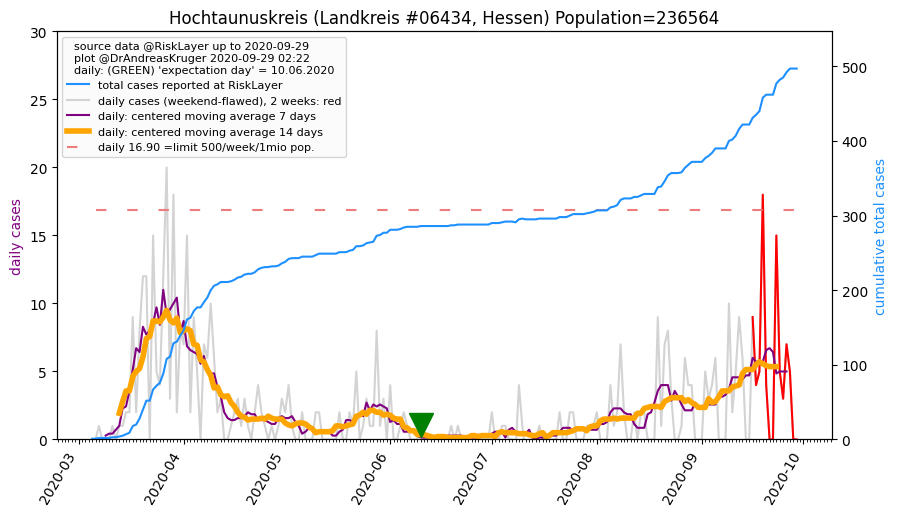 Hochtaunuskreis (Landkreis #06434, Hessen) Population=236564
source data @RiskLayer up to 2020-09-29
plot @DrAndreasKruger 2020-09-29 02:22
daily: (GREEN) 'expectation day' = 10.06.2020
total cases reported at RiskLayer
daily cases (weekend-flawed), 2 weeks: red
daily: centered moving average 7 days
daily: centered moving average 14 days
daily 16.90 =limit 500/week/1mio pop.
daily cases
30
25
20
15
10
5
0
cumulative total cases
500
400
300
200
100
0
2020-03
2020-04
2020-05
2020-06
2020-07
2020-08
2020-09
2020-10